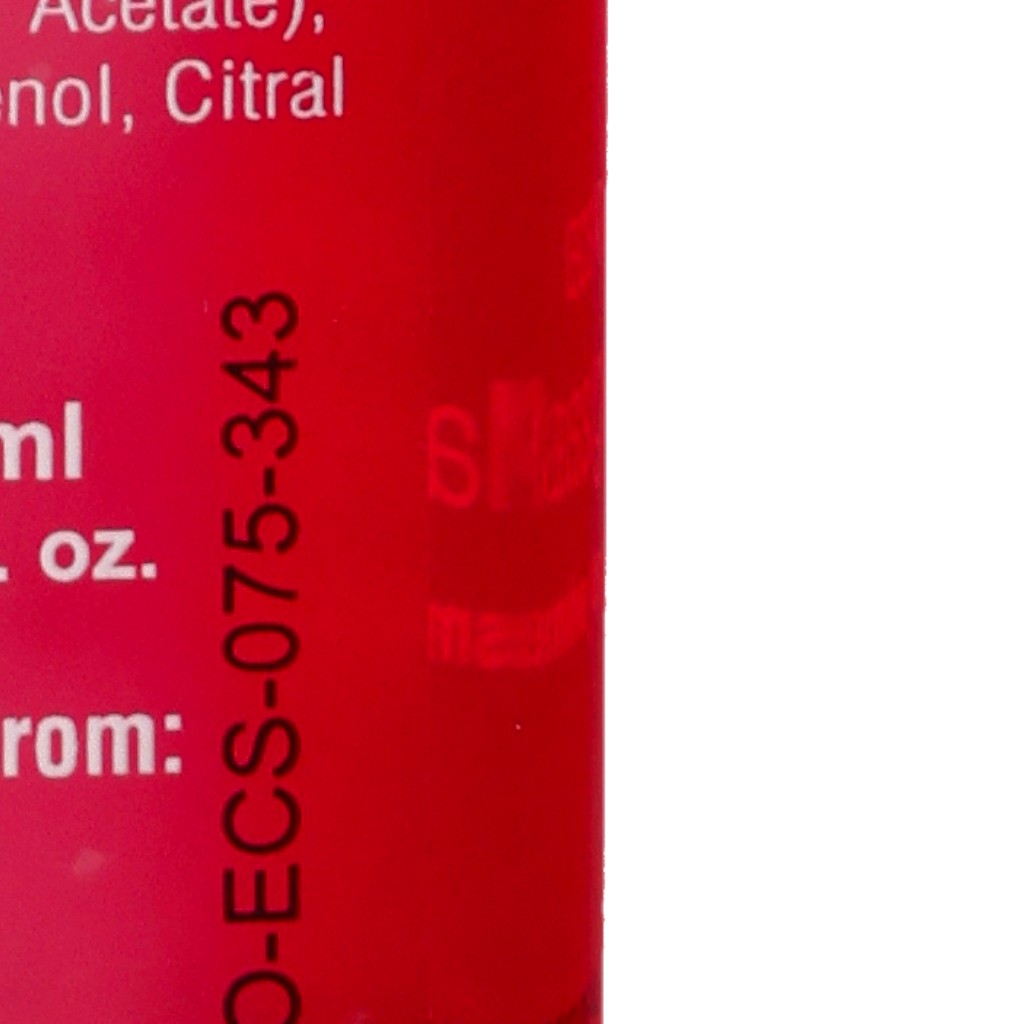 Acetate),
enol, Citral
ml
. oz.
rom:
O-ECS-075-343